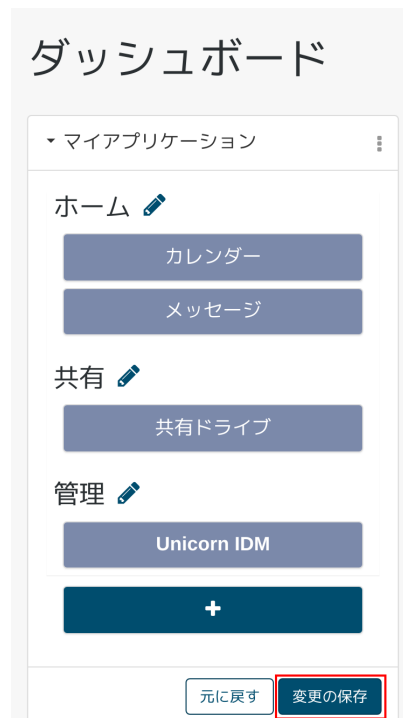 ダッシュボード
マイアプリケーション
ホーム
カレンダー
メッセージ
共有
共有ドライブ
管理
Unicorn IDM
+
元に戻す 変更の保存